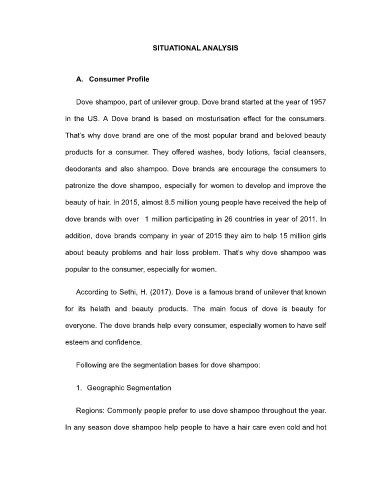 SITUATIONAL ANALYSIS
A. Consumer Profile
Dove shampoo, part of unilever group. Dove brand started at the year of 1957
in the US. A Dove brand is based on mosturisation effect for the consumers.
That's why dove brand are one of the most popular brand and beloved beauty
products for a consumer. They offered washes, body lotions, facial cleansers,
deodorants and also shampoo. Dove brands are encourage the consumers to
patronize the dove shampoo, especially for women to develop and improve the
beauty of hair. In 2015, almost 8.5 million young people have received the help of
dove brands with over 1 million participating in 26 countries in year of 2011. In
addition, dove brands company in year of 2015 they aim to help 15 million girls
about beauty problems and hair loss problem. That's why dove shampoo was
popular to the consumer, especially for women.
According to Sethi, H. (2017). Dove is a famous brand of unilever that known
for its helath and beauty products. The main focus of dove is beauty for
everyone. The dove brands help every consumer, especially women to have self
esteem and confidence.
Following are the segmentation bases for dove shampoo:
1. Geographic Segmentation
Regions: Commonly people prefer to use dove shampoo throughout the year.
In any season dove shampoo help people to have a hair care even cold and hot